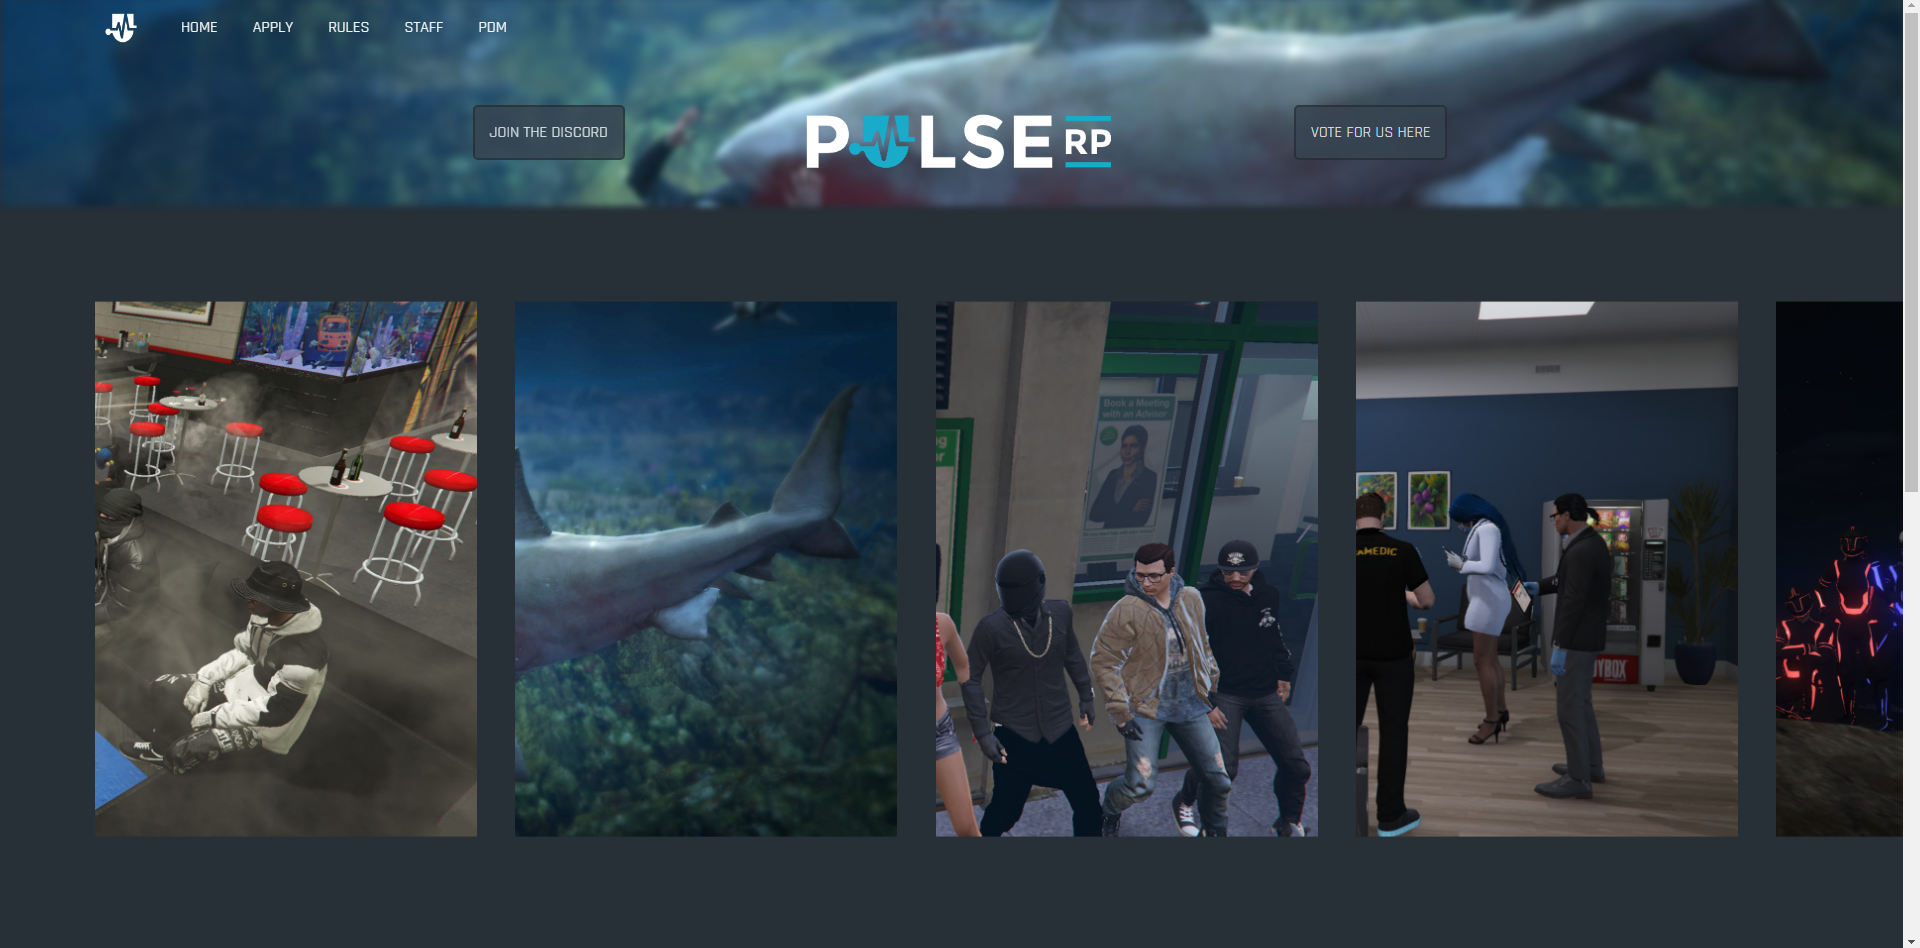 HOME APPLY RULES STAFF PDM
JOIN THE DISCORD
PULSE RP
VOTE FOR US HERE
Book a Meeting
with an Advisor
AMEDIC